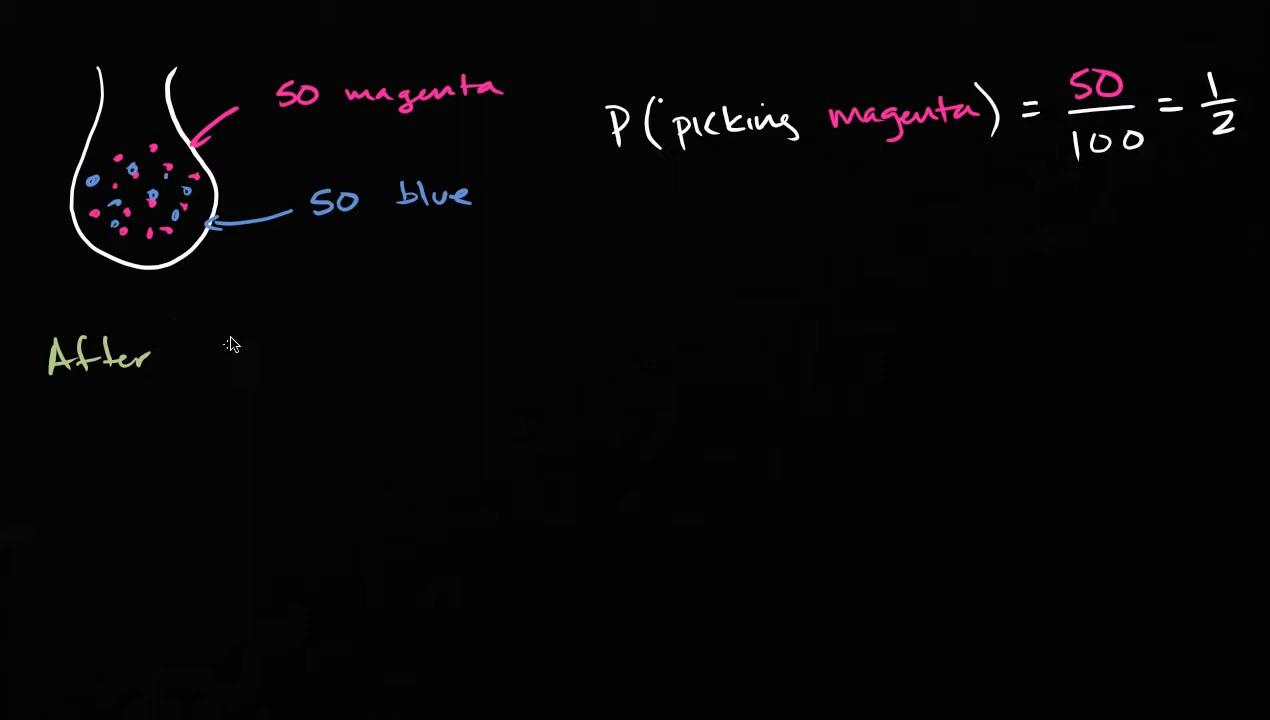 50 magenta
50 blue
P(picking magenta) = 50/100 = 1/2
After